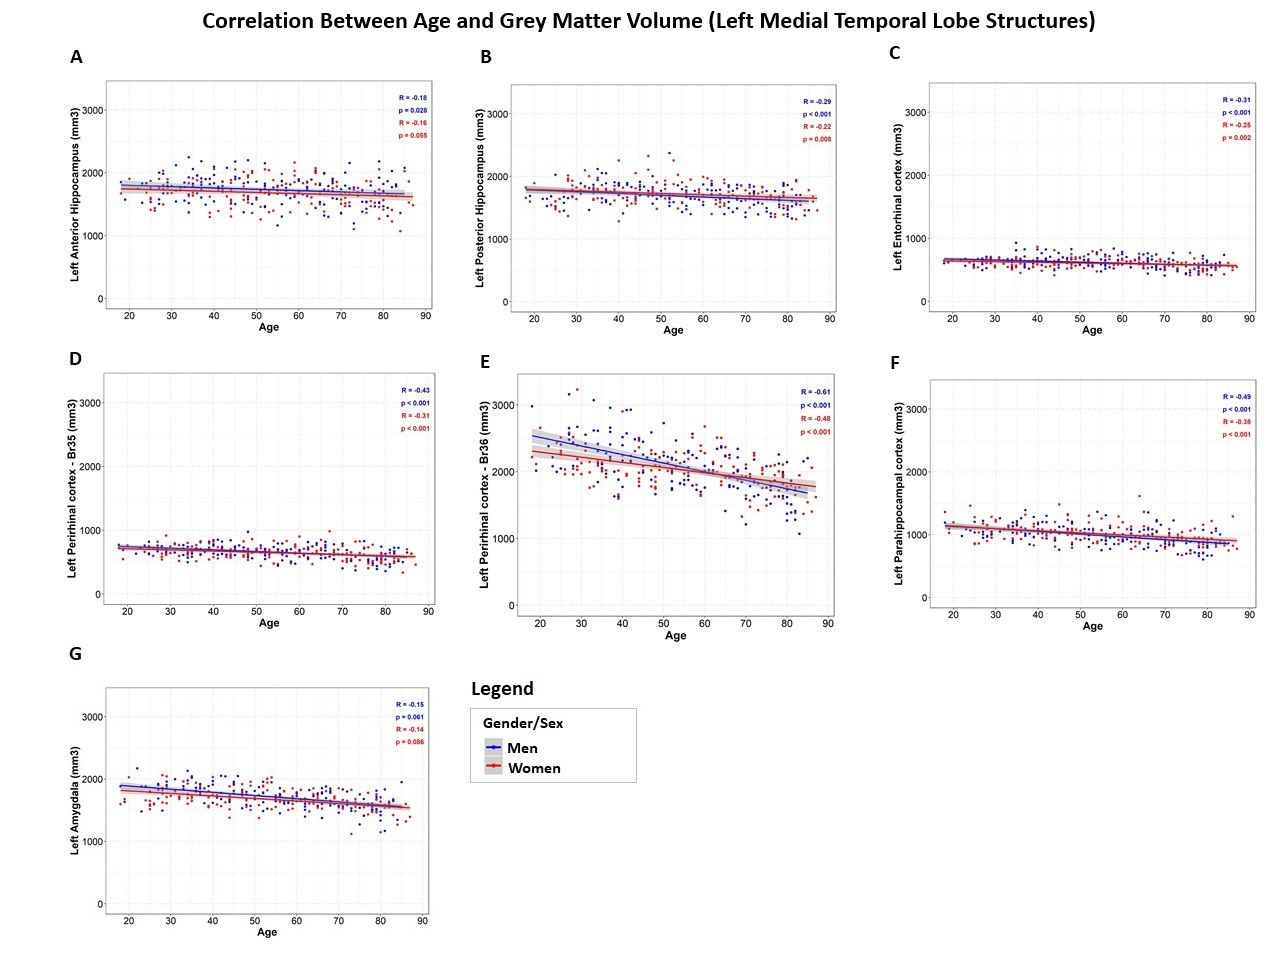 Correlation Between Age and Grey Matter Volume (Left Medial Temporal Lobe Structures)
A
Left Anterior Hippocampus (mm3)
3000
2000
1000
0
R = -0.18
p = 0.028
R = -0.16
p = 0.055
20 30 40 50 60 70 80 90
Age
B
Left Posterior Hippocampus (mm3)
3000
2000
1000
0
R = -0.29
p < 0.001
R = -0.22
p = 0.008
20 30 40 50 60 70 80 90
Age
C
Left Entorhinal cortex (mm3)
3000
2000
1000
0
R = -0.31
p < 0.001
R = -0.25
p = 0.002
20 30 40 50 60 70 80 90
Age
D
Left Perirhinal cortex - Br35 (mm3)
3000
2000
1000
0
R = -0.43
p < 0.001
R = -0.31
p < 0.001
20 30 40 50 60 70 80 90
Age
E
Left Perirhinal cortex - Br36 (mm3)
3000
2000
1000
0
R = -0.61
p < 0.001
R = -0.48
p < 0.001
20 30 40 50 60 70 80 90
Age
F
Left Parahippocampal cortex (mm3)
3000
2000
1000
0
R = -0.49
p < 0.001
R = -0.38
p < 0.001
20 30 40 50 60 70 80 90
Age
G
Left Amygdala (mm3)
3000
2000
1000
0
R = -0.15
p = 0.061
R = -0.14
p = 0.086
20 30 40 50 60 70 80 90
Age
Legend
Gender/Sex
Men
Women